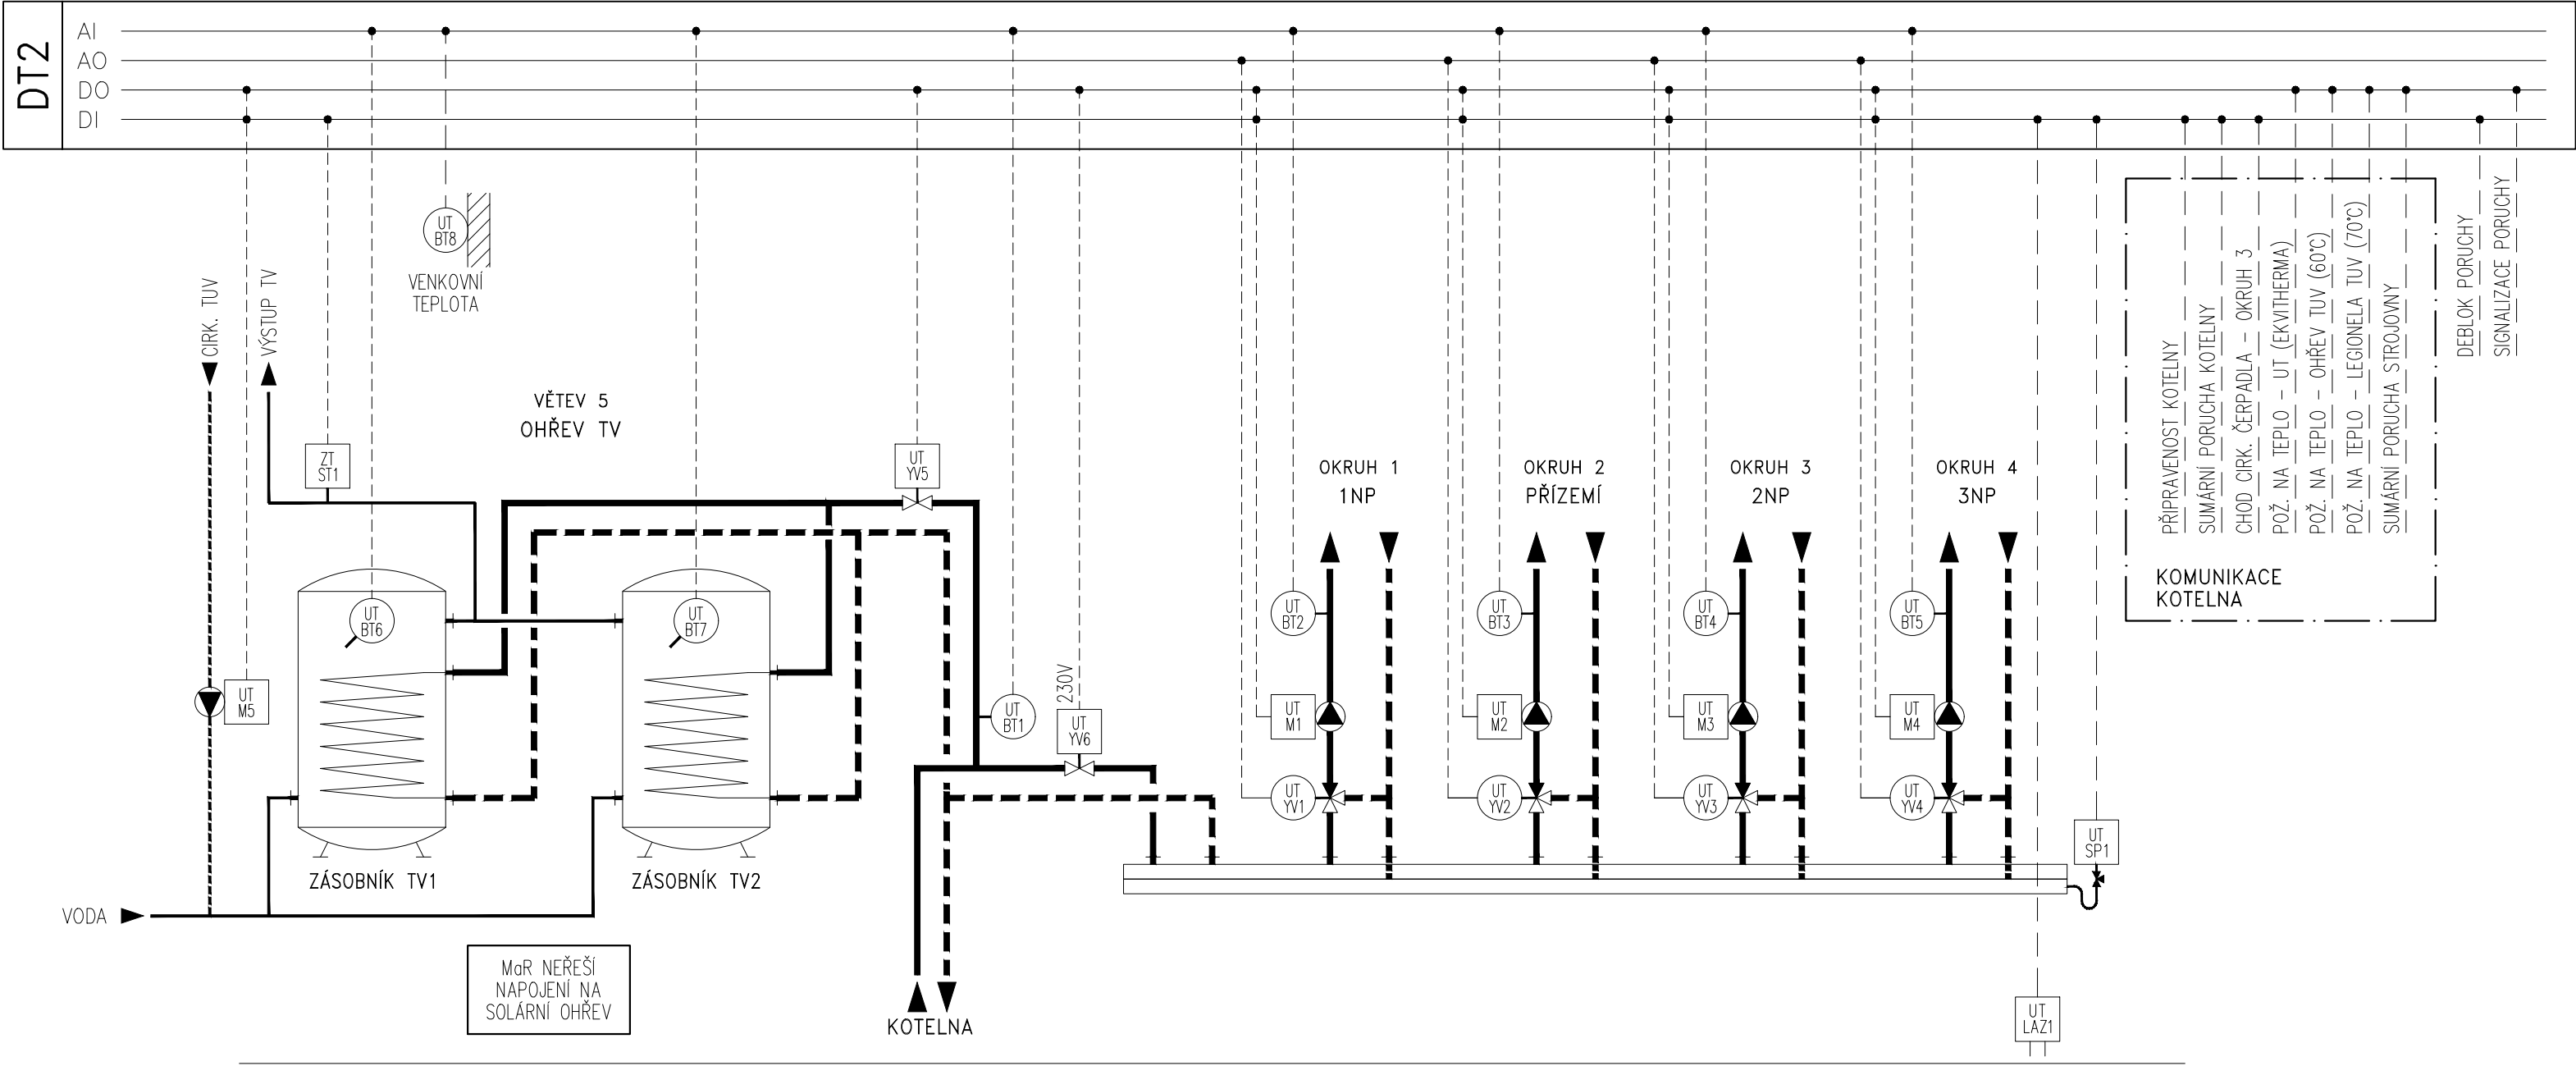 DT2
AI
AO
DO
DI
UT
BT8
VENKOVNÍ
TEPLOTA
CIRK. TUV
VÝSTUP TV
VĚTEV 5
OHŘEV TV
ZT
ST1
UT
YV5
UT
BT6
UT
BT7
UT
M5
UT
BT1
230V
UT
YV6
ZÁSOBNÍK TV1
ZÁSOBNÍK TV2
VODA
MaR NEŘEŠÍ
NAPOJENÍ NA
SOLÁRNÍ OHŘEV
KOTELNA
OKRUH 1
1NP
UT
BT2
UT
M1
UT
YV1
OKRUH 2
PŘÍZEMÍ
UT
BT3
UT
M2
UT
YV2
OKRUH 3
2NP
UT
BT4
UT
M3
UT
YV3
OKRUH 4
3NP
UT
BT5
UT
M4
UT
YV4
UT
SP1
UT
LAZ1
PŘIPRAVENOST KOTELNY
SUMÁRNÍ PORUCHA KOTELNY
CHOD CIRK. ČERPADLA - OKRUH 3
POŽ. NA TEPLO - UT (EKVITHERMA)
POŽ. NA TEPLO - OHŘEV TUV (60°C)
POŽ. NA TEPLO - LEGIONELA TUV (70°C)
SUMÁRNÍ PORUCHA STROJOVNY
KOMUNIKACE
KOTELNA
DEBLOK PORUCHY
SIGNALIZACE PORUCHY